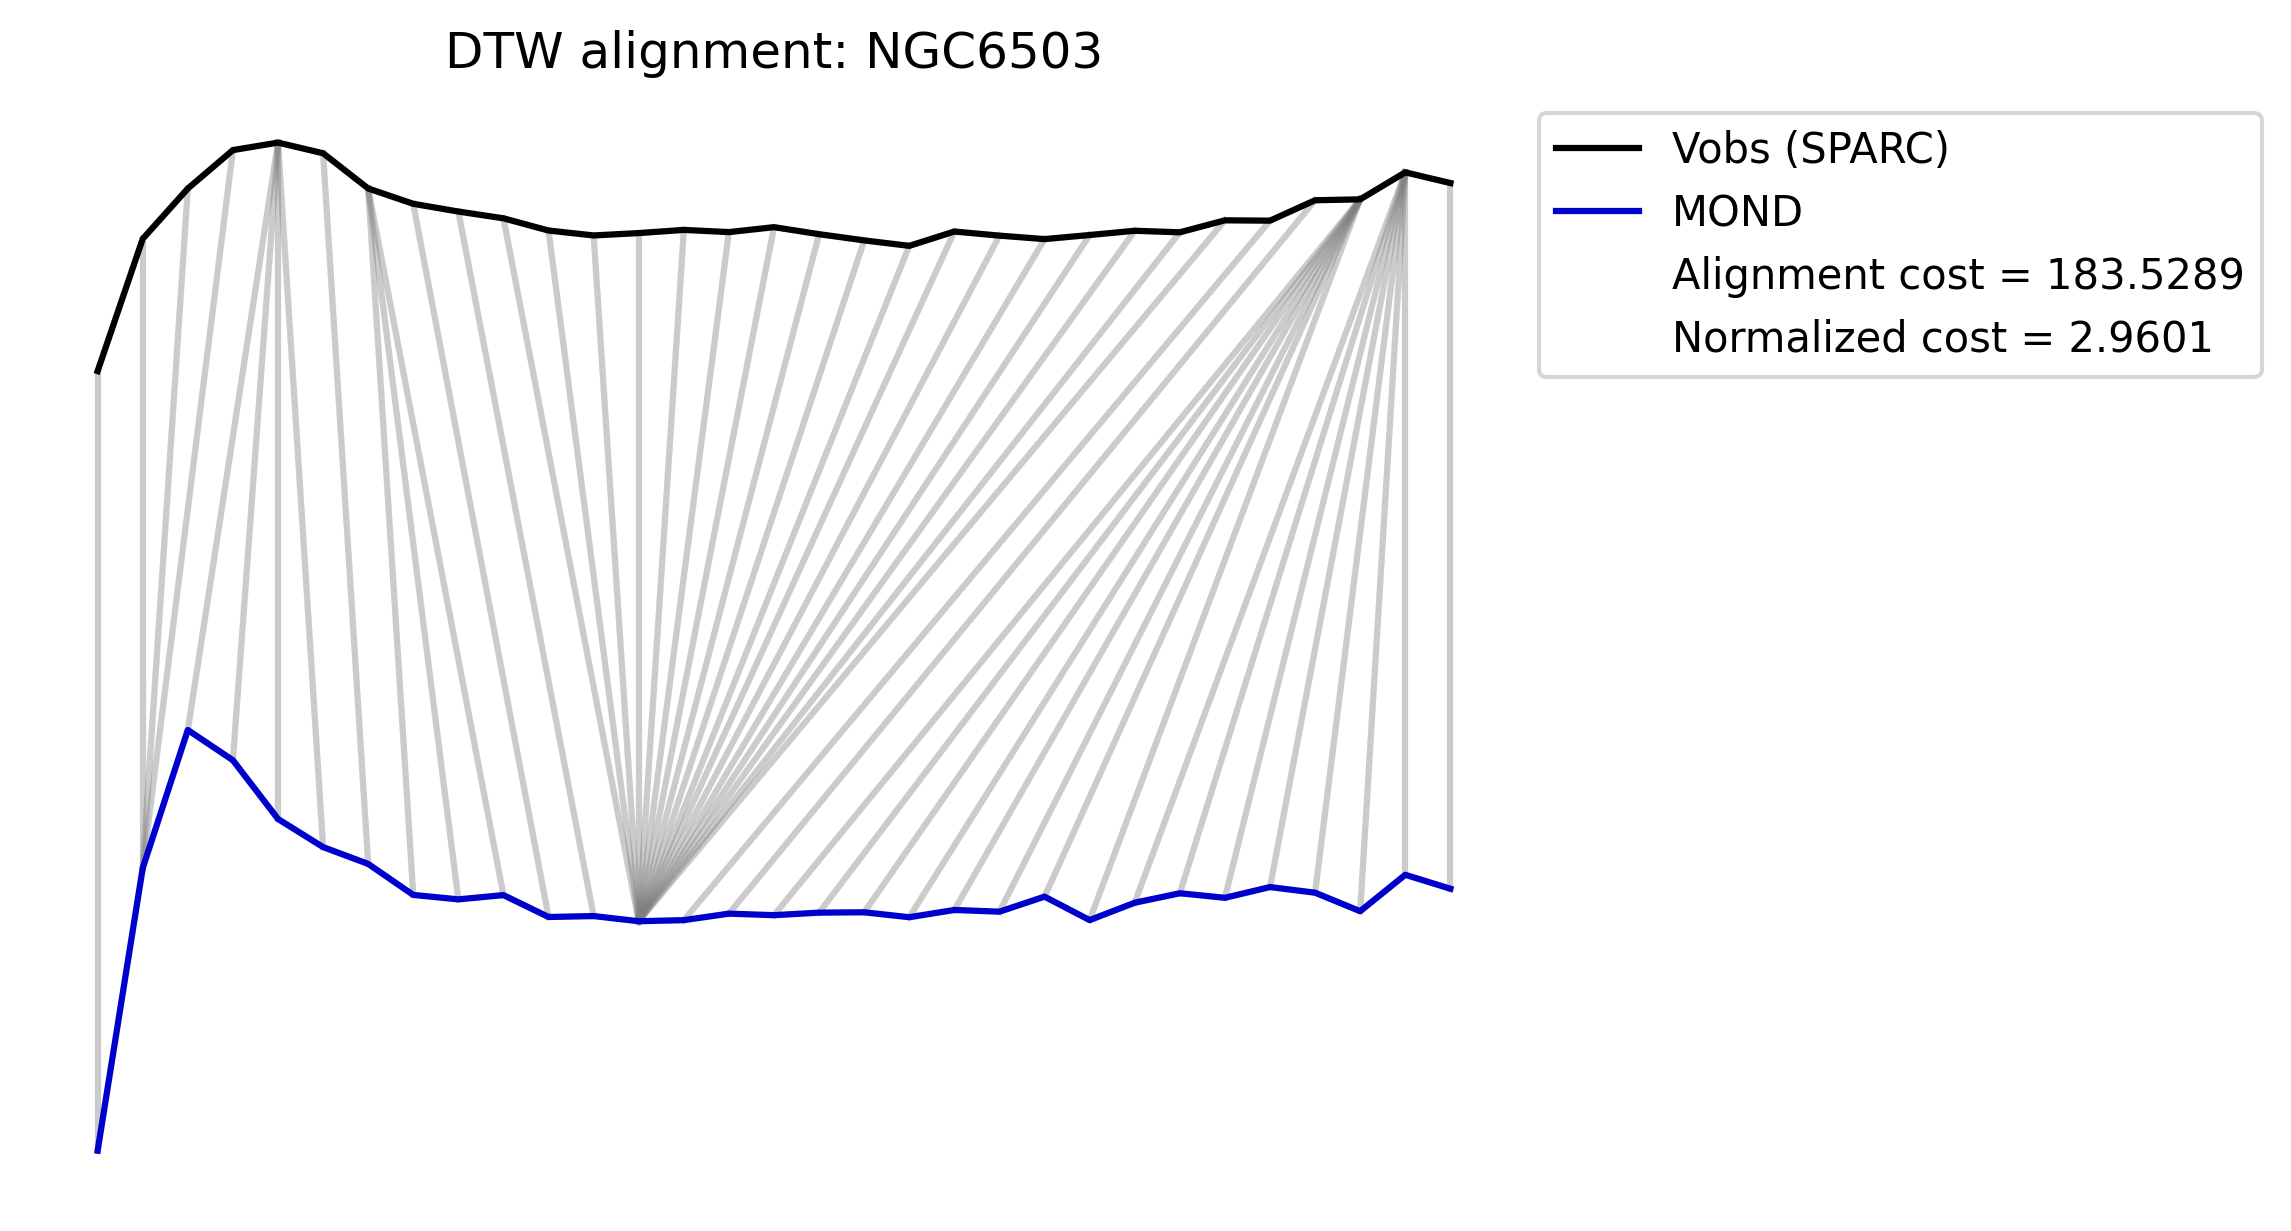 DTW alignment: NGC6503
Vobs (SPARC)
MOND
Alignment cost = 183.5289
Normalized cost = 2.9601